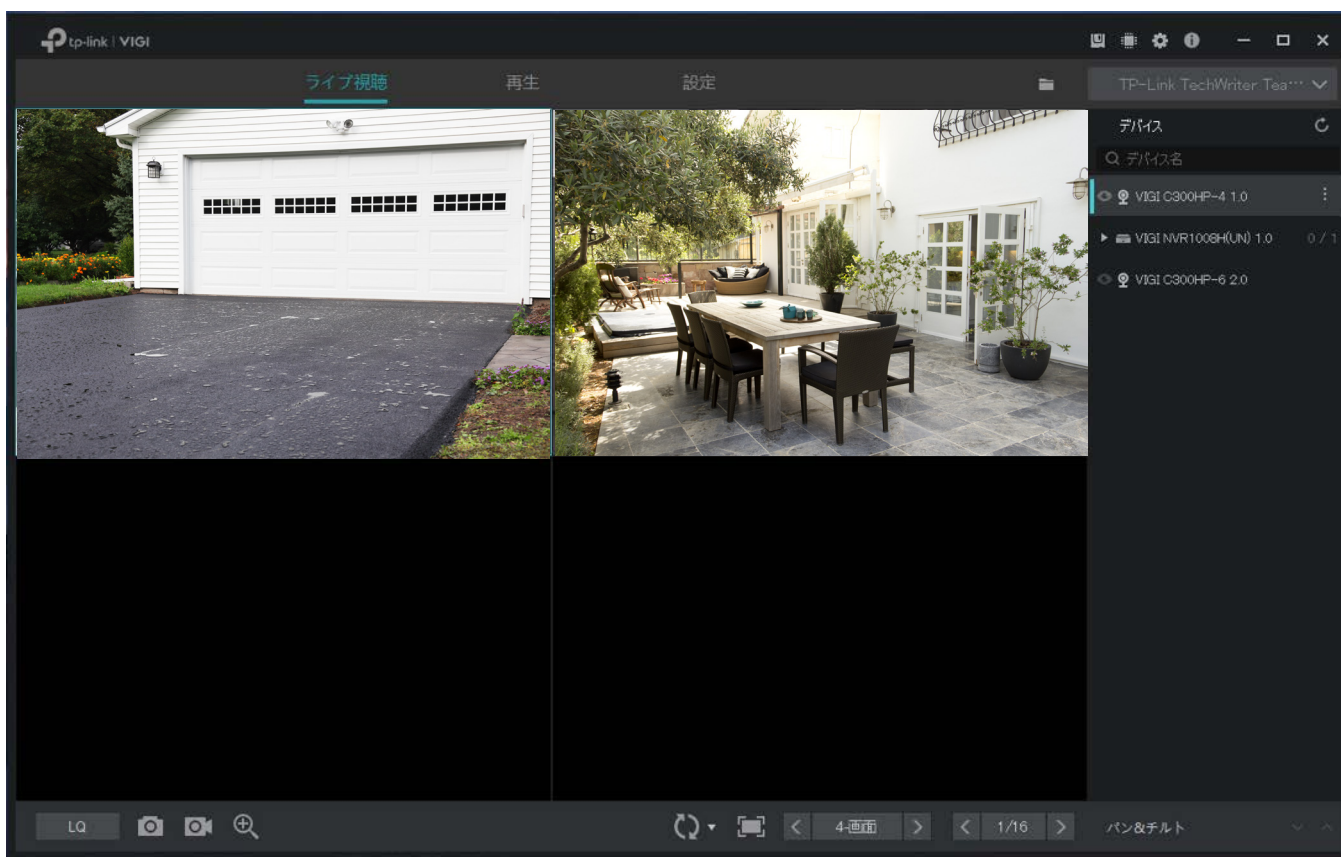 tp-link | VIGI
ライブ視聴 再生 設定 TP-Link TechWriter Tea…
デバイス
デバイス名
VIGI C300HP-4 1.0
VIGI NVR1008H(UN) 1.0 0 / 1
VIGI C300HP-6 2.0
LQ 4-画面 1/16 パン&チルト